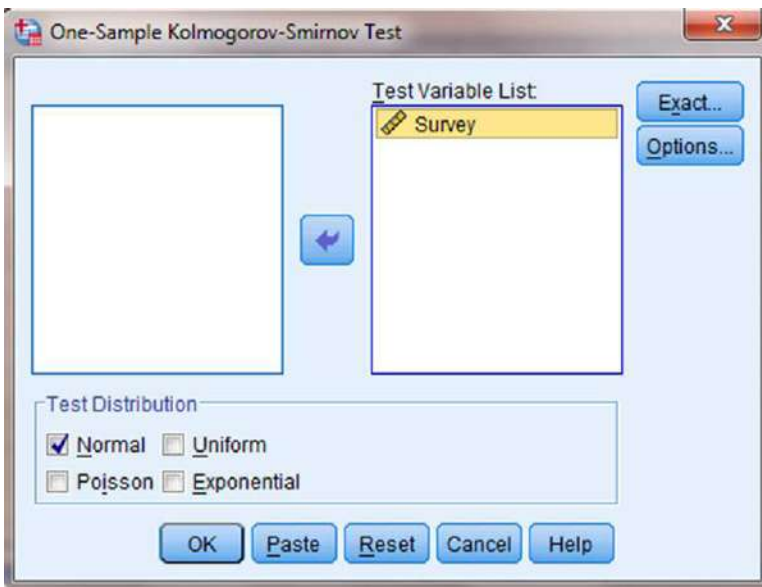 One-Sample Kolmogorov-Smirnov Test
Test Variable List:
Survey
Exact...
Options...
Test Distribution
Normal
Uniform
Poisson
Exponential
OK
Paste
Reset
Cancel
Help